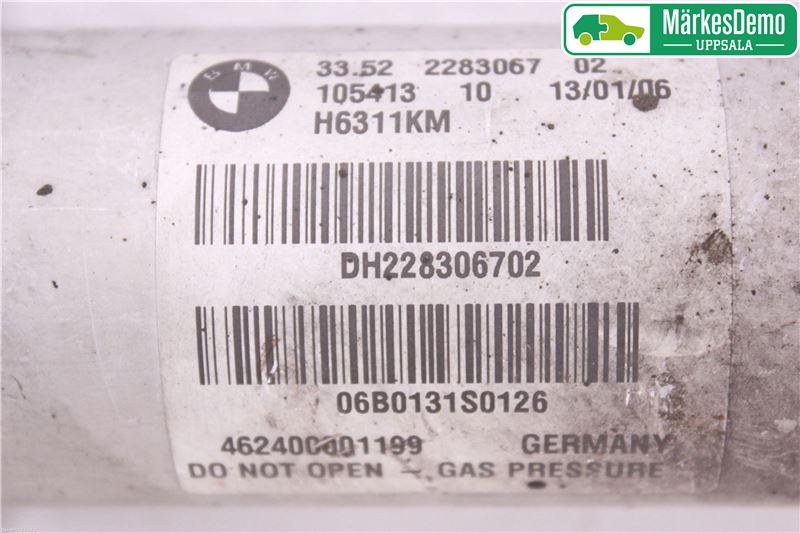 MärkesDemo
UPPSALA
BMW
33.52 2283067 02
105413 10 13/01/06
H6311KM
DH228306702
06B0131S0126
462400001199 GERMANY
DO NOT OPEN - GAS PRESSURE